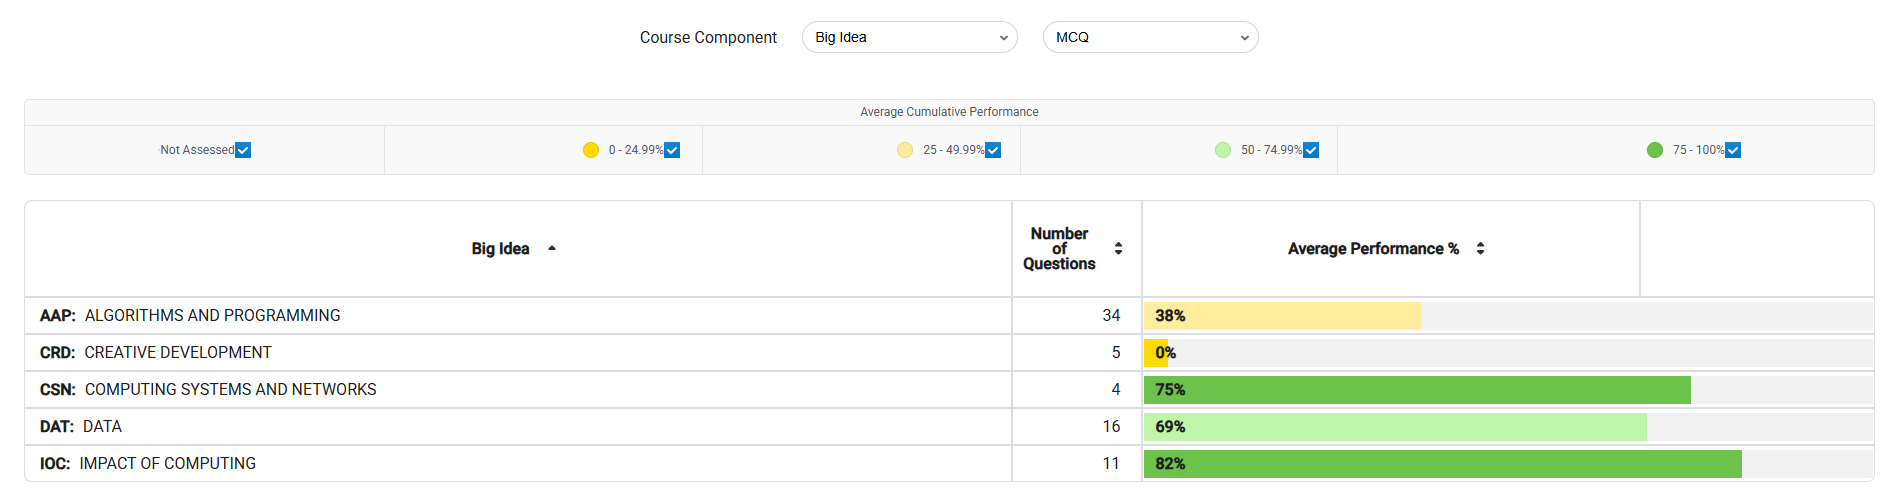 Course Component Big Idea MCQ
Average Cumulative Performance
Not Assessed 0 - 24.99% 25 - 49.99% 50 - 74.99% 75 - 100%
Big Idea Number of Questions Average Performance %
AAP: ALGORITHMS AND PROGRAMMING 34 38%
CRD: CREATIVE DEVELOPMENT 5 0%
CSN: COMPUTING SYSTEMS AND NETWORKS 4 75%
DAT: DATA 16 69%
IOC: IMPACT OF COMPUTING 11 82%